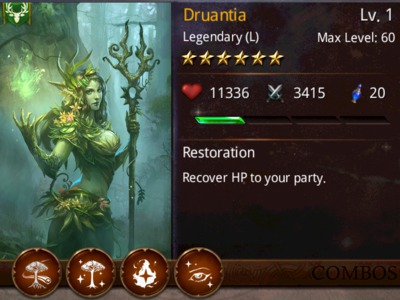 Druantia Lv. 1
Legendary (L) Max Level: 60
11336 3415 20
Restoration
Recover HP to your party.
COMBOS